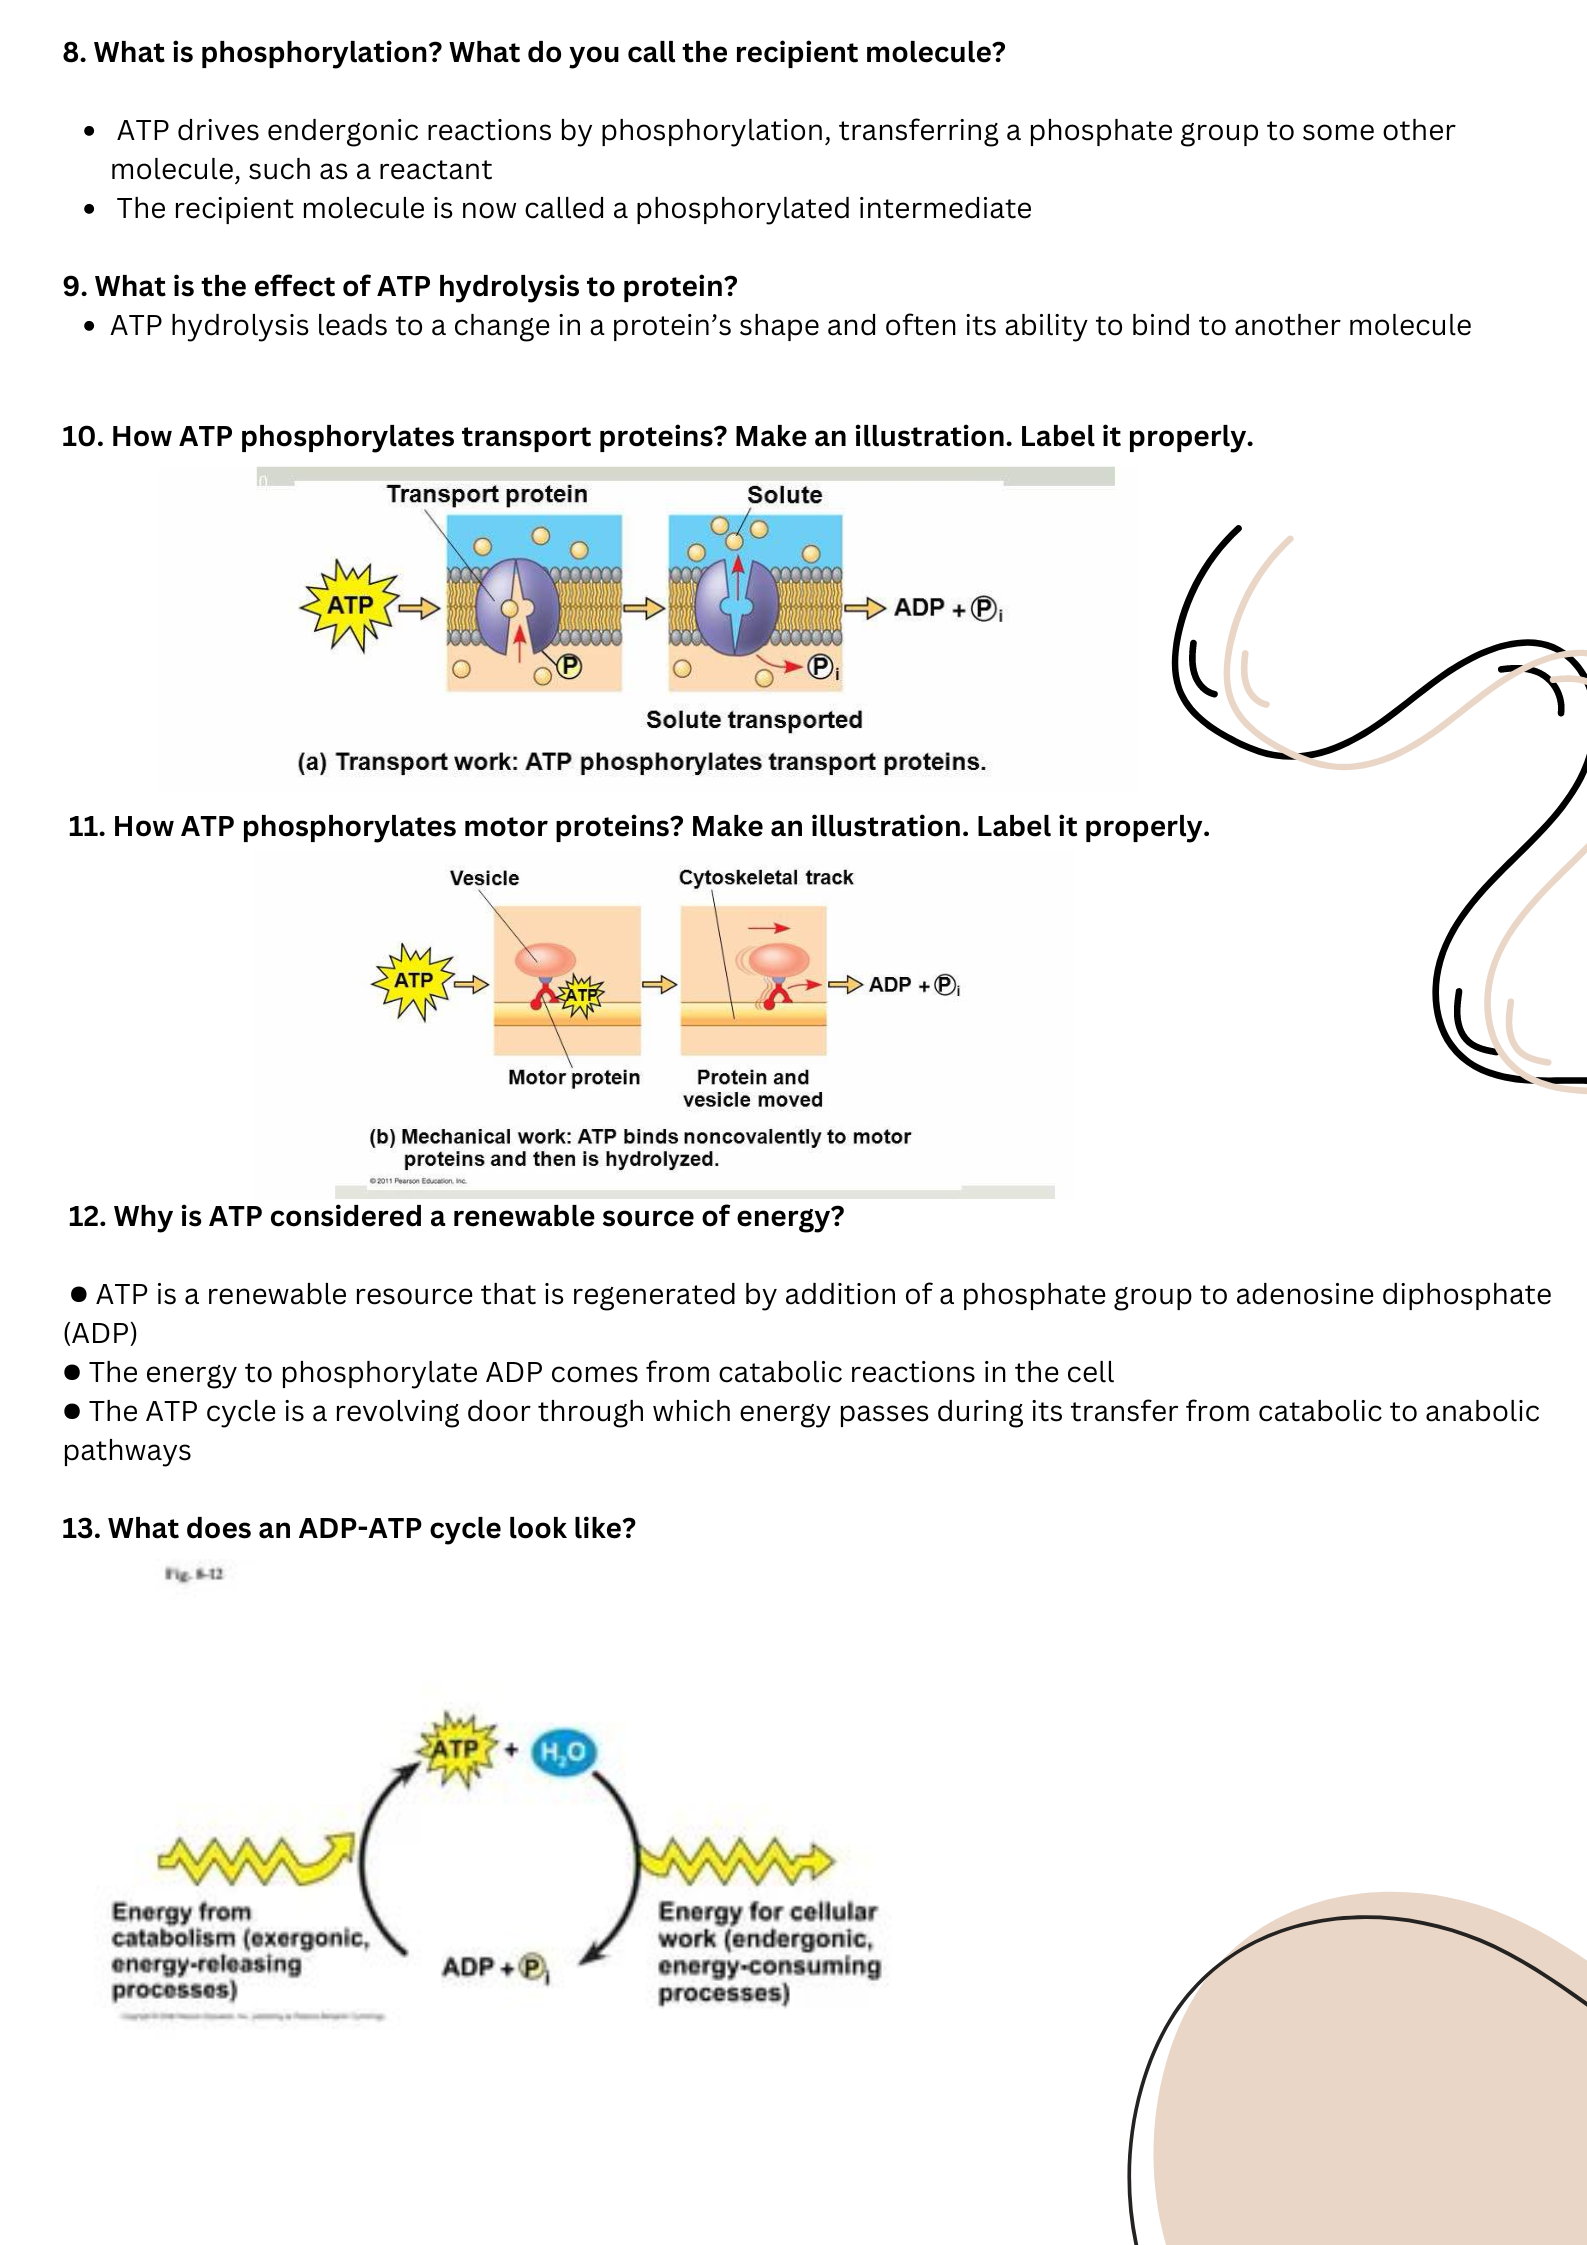 8. What is phosphorylation? What do you call the recipient molecule?
• ATP drives endergonic reactions by phosphorylation, transferring a phosphate group to some other
molecule, such as a reactant
• The recipient molecule is now called a phosphorylated intermediate
9. What is the effect of ATP hydrolysis to protein?
• ATP hydrolysis leads to a change in a protein’s shape and often its ability to bind to another molecule
10. How ATP phosphorylates transport proteins? Make an illustration. Label it properly.
Transport protein
Solute
ATP
P
P i
ADP + P i
Solute transported
(a) Transport work: ATP phosphorylates transport proteins.
11. How ATP phosphorylates motor proteins? Make an illustration. Label it properly.
Vesicle
Cytoskeletal track
ATP
ATP
ADP + P i
Motor protein
Protein and
vesicle moved
(b) Mechanical work: ATP binds noncovalently to motor
proteins and then is hydrolyzed.
© 2011 Pearson Education, Inc.
12. Why is ATP considered a renewable source of energy?
● ATP is a renewable resource that is regenerated by addition of a phosphate group to adenosine diphosphate
(ADP)
● The energy to phosphorylate ADP comes from catabolic reactions in the cell
● The ATP cycle is a revolving door through which energy passes during its transfer from catabolic to anabolic
pathways
13. What does an ADP-ATP cycle look like?
Fig. 8-12
ATP + H₂O
Energy from
catabolism (exergonic,
energy-releasing
processes)
ADP + P i
Energy for cellular
work (endergonic,
energy-consuming
processes)